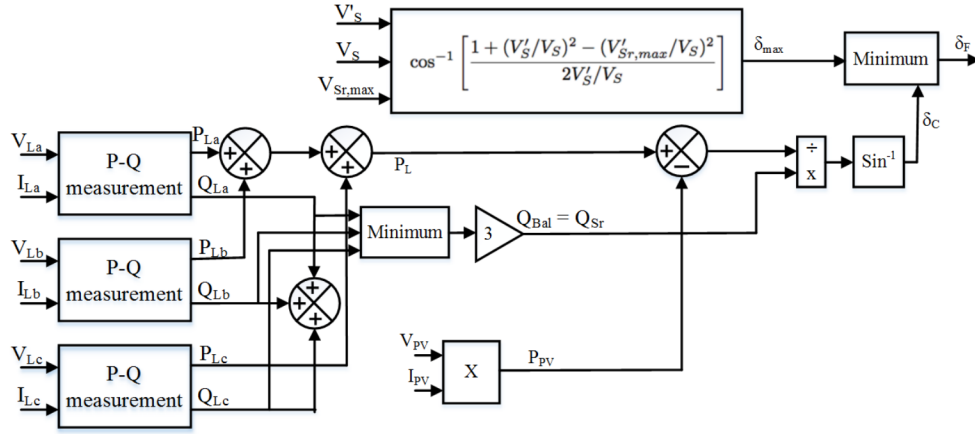 V'S
VS
VSr,max
cos⁻¹ [ 1 + (V'S/VS)² − (V'Sr,max/VS)² / 2V'S/VS ]
δmax
Minimum
δF
δC
VLa
ILa
P-Q
measurement
PLa
QLa
+
+
+
+
PL
+
−
÷
x
Sin⁻¹
Minimum
3
QBal = QSr
VLb
ILb
P-Q
measurement
PLb
QLb
+
+
+
VPV
IPV
X
PPV
VLc
ILc
P-Q
measurement
PLc
QLc